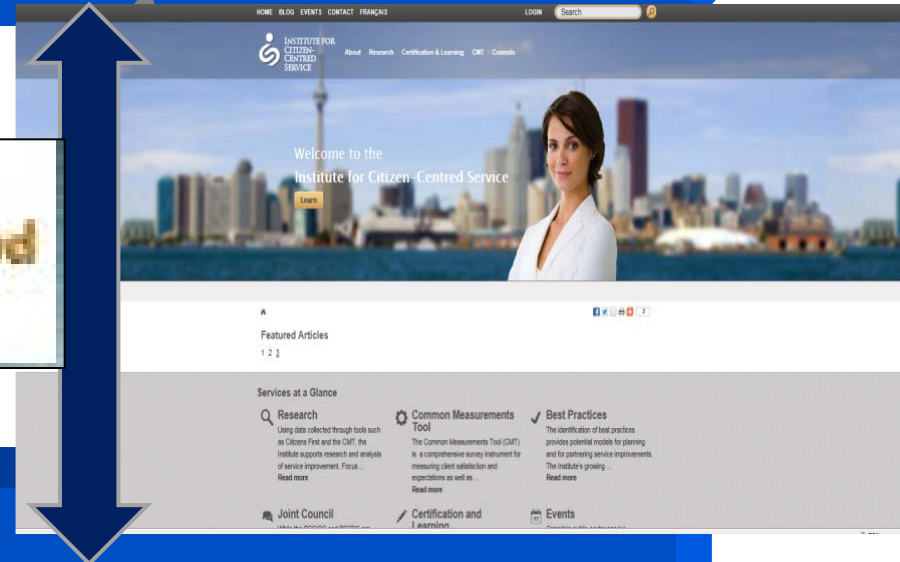 HOME BLOG EVENTS CONTACT FRANÇAIS LOGIN Search
INSTITUTE FOR
CITIZEN-
CENTRED
SERVICE
About Research Certification & Learning CMT Councils
Welcome to the
Institute for Citizen-Centred Service
Learn
Featured Articles
1 2 3
Services at a Glance
Research
Using data collected through tools such
as Citizens First and the CMT, the
Institute supports research and analysis
of service improvement. Focus ...
Read more
Common Measurements
Tool
The Common Measurements Tool (CMT)
is a comprehensive survey instrument for
measuring client satisfaction and
expectations as well as ...
Read more
Best Practices
The identification of best practices
provides potential models for planning
and for partnering service improvements.
The Institute's growing ...
Read more
Joint Council
Certification and
Learning
Events